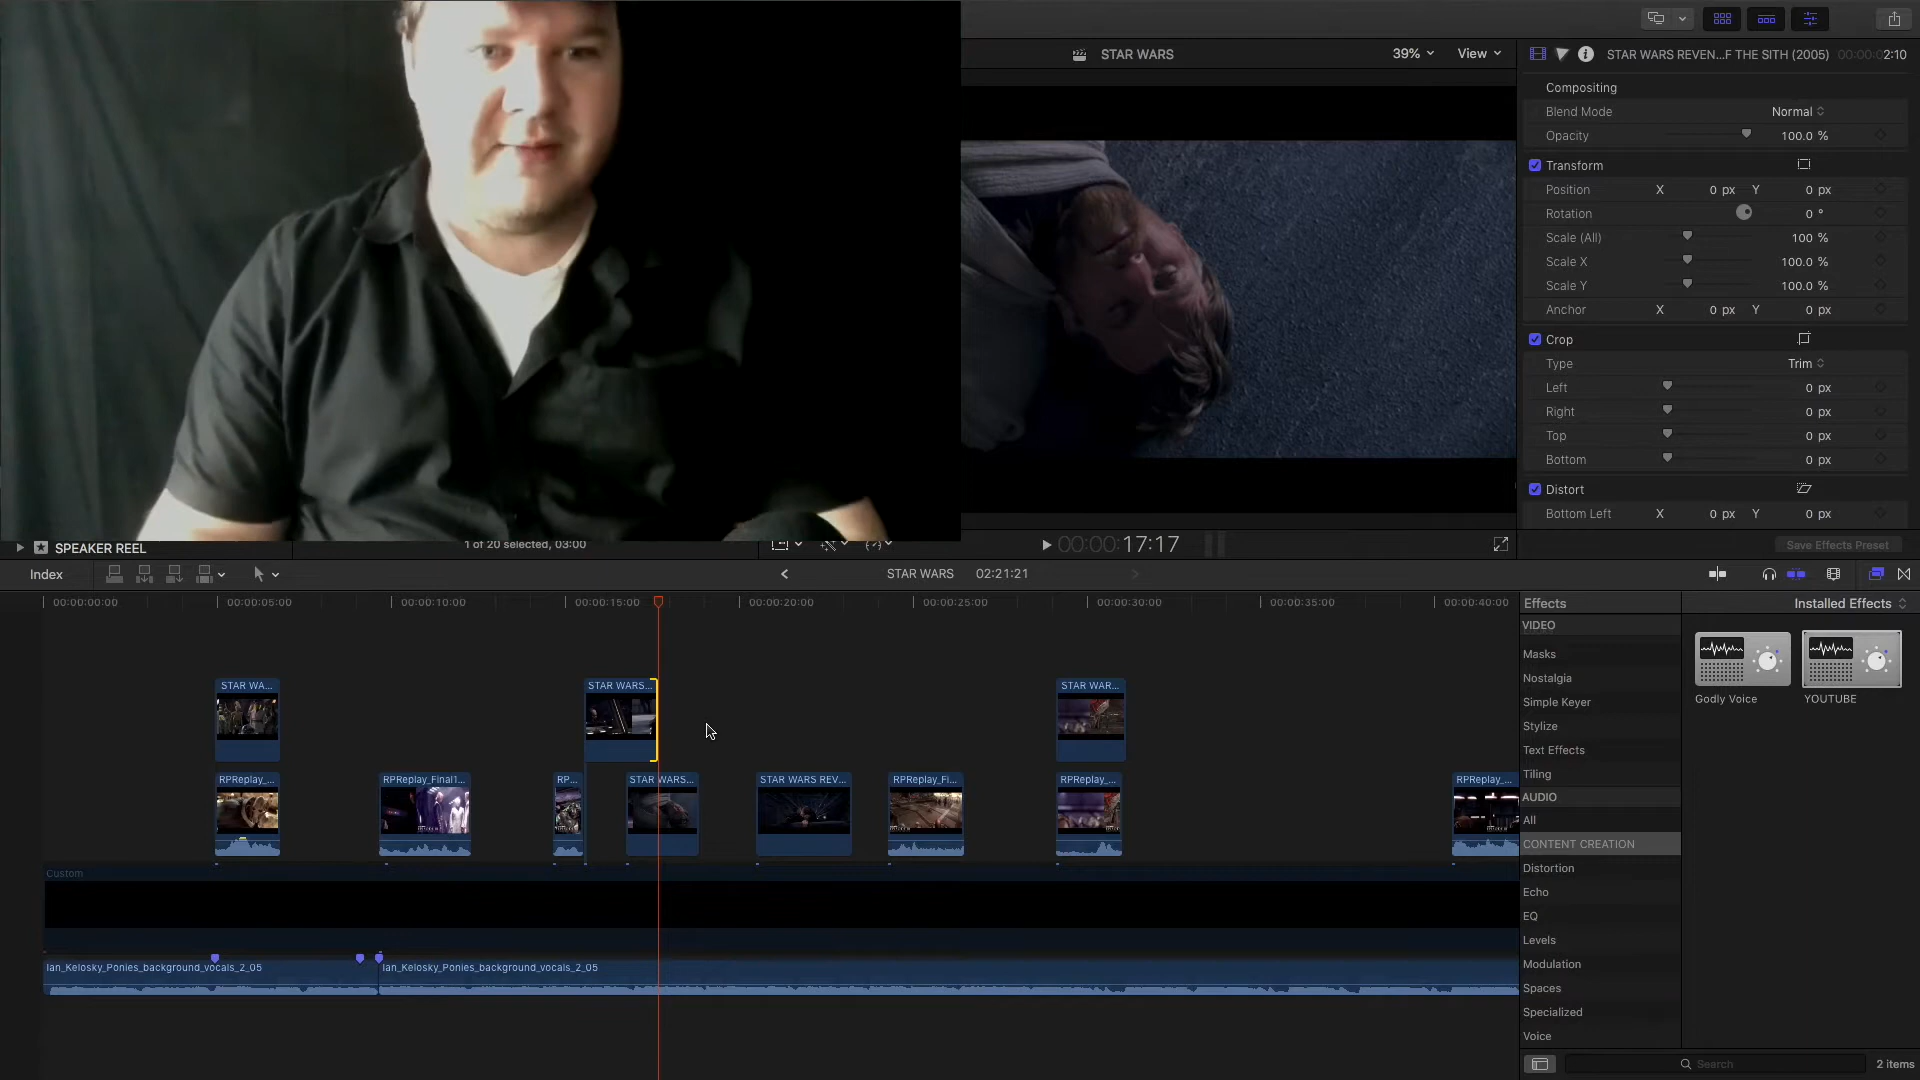 STAR WARS
39%
View
STAR WARS REVEN...F THE SITH (2005)
00:00:02:10
Compositing
Blend Mode Normal
Opacity 100.0 %
Transform
Position X 0 px Y 0 px
Rotation 0 °
Scale (All) 100 %
Scale X 100.0 %
Scale Y 100.0 %
Anchor X 0 px Y 0 px
Crop
Type Trim
Left 0 px
Right 0 px
Top 0 px
Bottom 0 px
Distort
Bottom Left X 0 px Y 0 px
SPEAKER REEL
1 of 20 selected, 03:00
00:00:17:17
Save Effects Preset
Index
STAR WARS 02:21:21
00:00:00:00 00:00:05:00 00:00:10:00 00:00:15:00 00:00:20:00 00:00:25:00 00:00:30:00 00:00:35:00 00:00:40:00
STAR WA... STAR WARS... STAR WAR...
RPReplay_... RPReplay_Final1... RP... STAR WARS... STAR WARS REV... RPReplay_Fi... RPReplay_... RPReplay_...
Custom
Ian_Kelosky_Ponies_background_vocals_2_05 Ian_Kelosky_Ponies_background_vocals_2_05
Effects
Installed Effects
VIDEO
Masks
Nostalgia
Simple Keyer
Stylize
Text Effects
Tiling
AUDIO
All
CONTENT CREATION
Distortion
Echo
EQ
Levels
Modulation
Spaces
Specialized
Voice
Godly Voice
YOUTUBE
Search
2 items